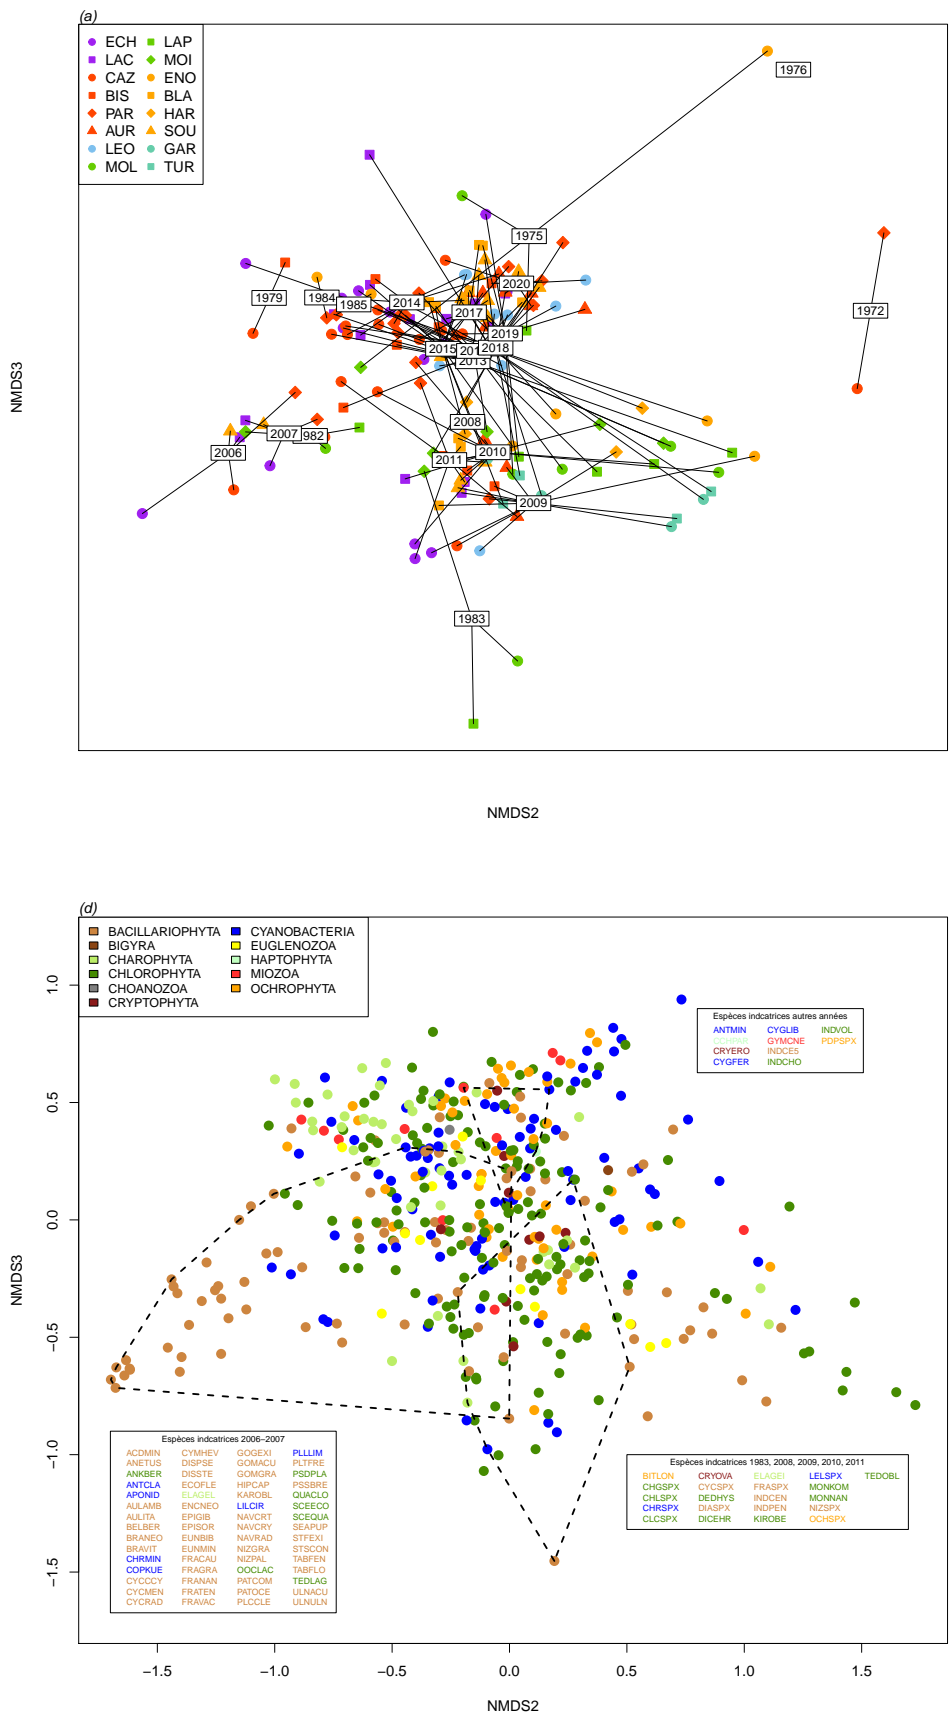 (a)
ECH LAP
LAC MOI
CAZ ENO
BIS BLA
PAR HAR
AUR SOU
LEO GAR
MOL TUR
1976
1975
1972
1979
1984
1985
2014
2020
2017
2019
2015
2018
2013
2008
2007
1982
2006
2010
2011
2009
1983
NMDS3
NMDS2
(d)
BACILLARIOPHYTA CYANOBACTERIA
BIGYRA EUGLENOZOA
CHAROPHYTA HAPTOPHYTA
CHLOROPHYTA MIOZOA
CHOANOZOA OCHROPHYTA
CRYPTOPHYTA
Espèces indcatrices autres années
ANTMIN CYGLIB INDVOL
CCHPAR GYMCNE PDPSPX
CRYERO INDCE5
CYGFER INDCHO
1.0
0.5
0.0
−0.5
−1.0
−1.5
NMDS3
Espèces indcatrices 2006−2007
ACDMIN CYMHEV GOGEXI PLLLIM
ANETUS DISPSE GOMACU PLTFRE
ANKBER DISSTE GOMGRA PSDPLA
ANTCLA ECOFLE HIPCAP PSSBRE
APONID ELAGEL KAROBL QUACLO
AULAMB ENCNEO LILCIR SCEECO
AULITA EPIGIB NAVCRT SCEQUA
BELBER EPISOR NAVCRY SEAPUP
BRANEO EUNBIB NAVRAD STFEXI
BRAVIT EUNMIN NIZGRA STSCON
CHRMIN FRACAU NIZPAL TABFEN
COPKUE FRAGRA OOCLAC TABFLO
CYCCCY FRANAN PATCOM TEDLAG
CYCMEN FRATEN PATOCE ULNACU
CYCRAD FRAVAC PLCCLE ULNULN
Espèces indcatrices 1983, 2008, 2009, 2010, 2011
BITLON CRYOVA ELAGEI LELSPX TEDOBL
CHGSPX CYCSPX FRASPX MONKOM
CHLSPX DEDHYS INDCEN MONNAN
CHRSPX DIASPX INDPEN NIZSPX
CLCSPX DICEHR KIROBE OCHSPX
−1.5 −1.0 −0.5 0.0 0.5 1.0 1.5
NMDS2